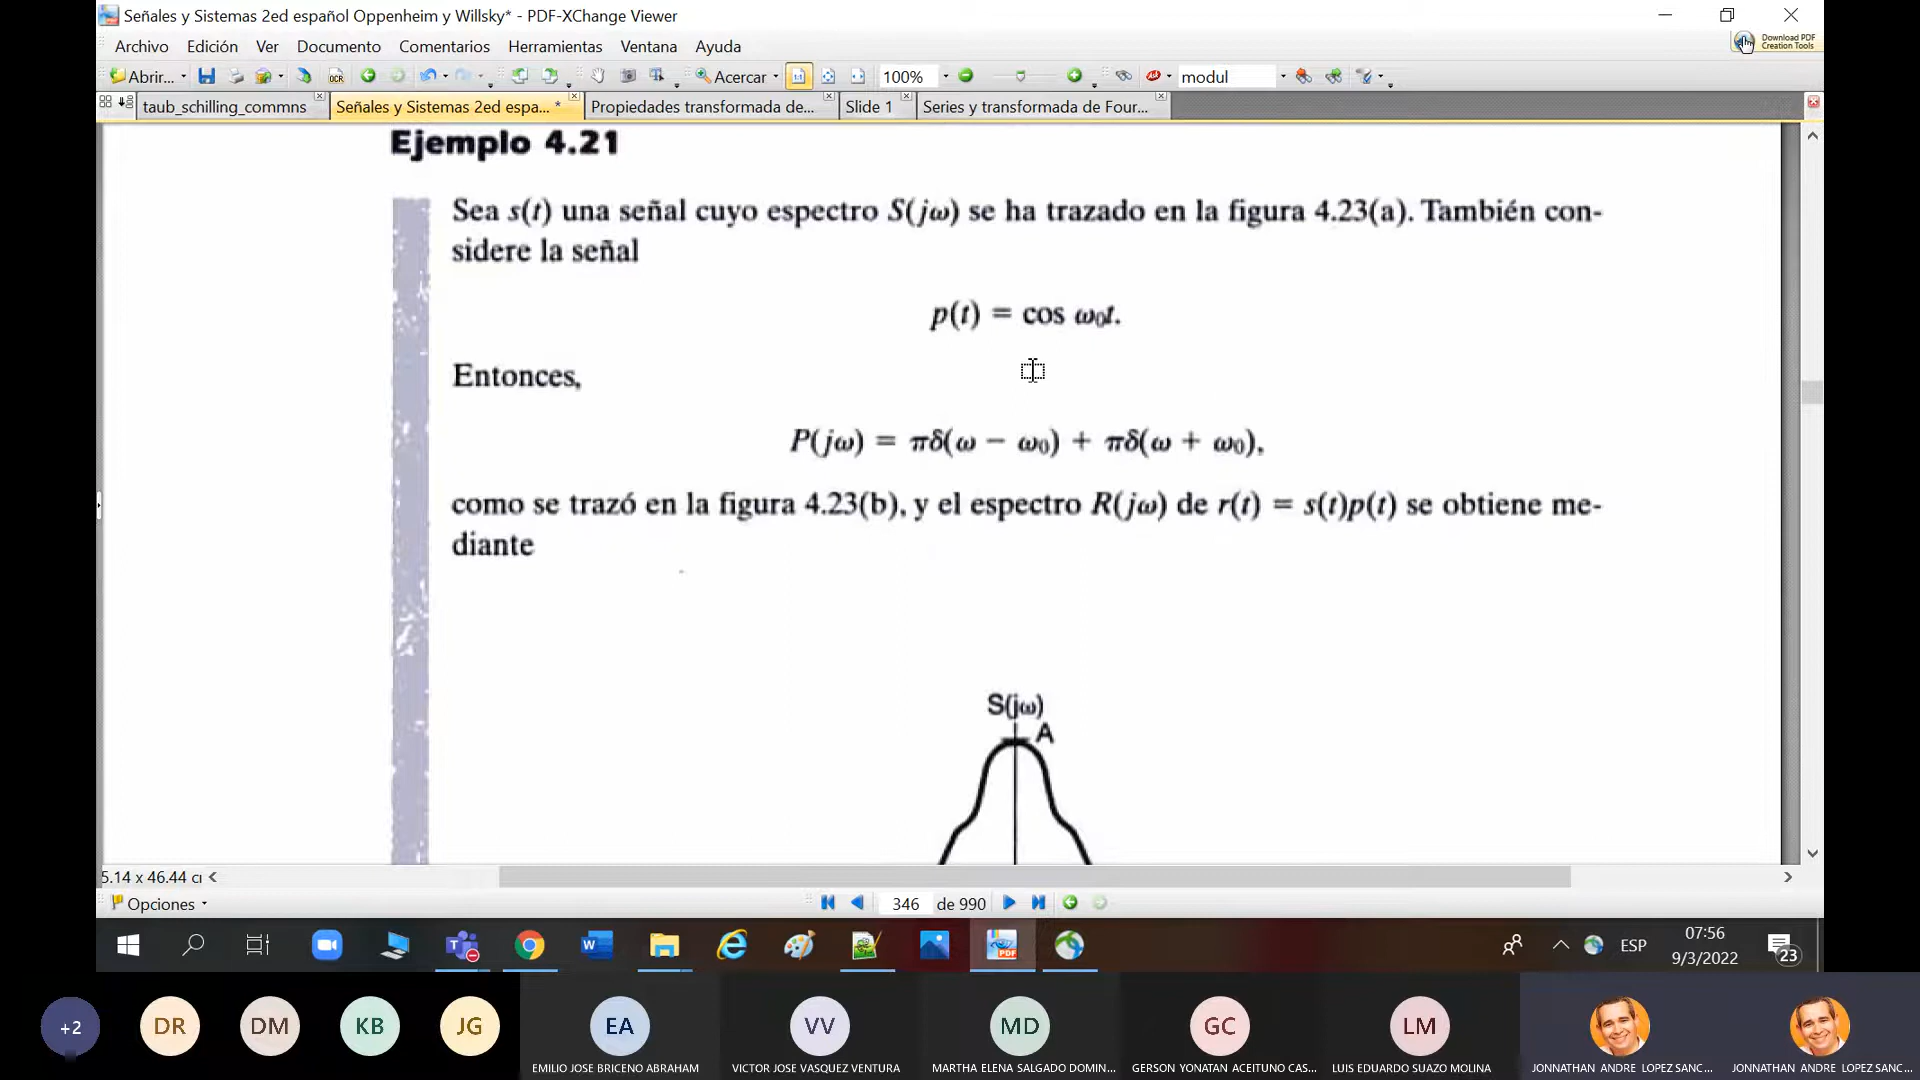 Señales y Sistemas 2ed español Oppenheim y Willsky* - PDF-XChange Viewer
Archivo Edición Ver Documento Comentarios Herramientas Ventana Ayuda
Download PDF
Creation Tools
Abrir... OCR Acercar 100% modul
taub_schilling_commns Señales y Sistemas 2ed espa... * Propiedades transformada de... Slide 1 Series y transformada de Four...
Ejemplo 4.21
Sea s(t) una señal cuyo espectro S(jω) se ha trazado en la figura 4.23(a). También con-
sidere la señal
p(t) = cos ω₀t.
Entonces,
P(jω) = πδ(ω − ω₀) + πδ(ω + ω₀),
como se trazó en la figura 4.23(b), y el espectro R(jω) de r(t) = s(t)p(t) se obtiene me-
diante
S(jω)
A
5.14 x 46.44 cı
Opciones 346 de 990
ESP 07:56
9/3/2022
23
+2 DR DM KB JG EA VV MD GC LM
EMILIO JOSE BRICENO ABRAHAM VICTOR JOSE VASQUEZ VENTURA MARTHA ELENA SALGADO DOMIN... GERSON YONATAN ACEITUNO CAS... LUIS EDUARDO SUAZO MOLINA JONNATHAN ANDRE LOPEZ SANC... JONNATHAN ANDRE LOPEZ SANC...